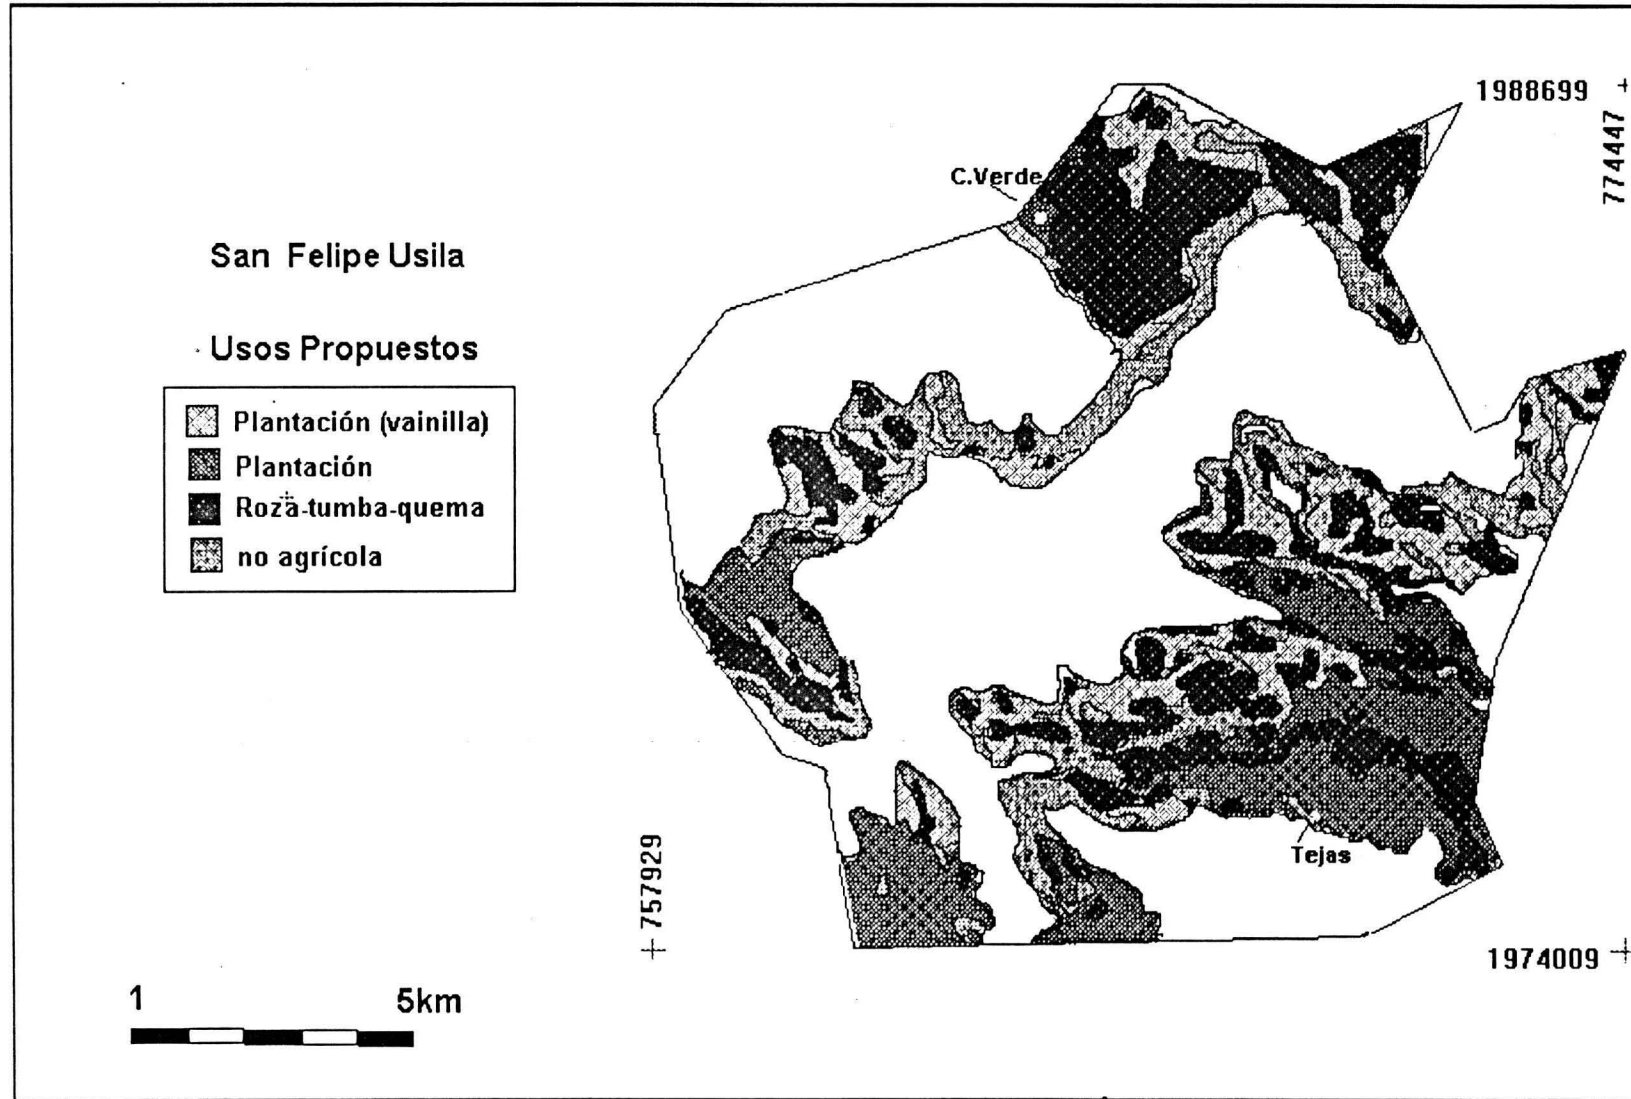 San Felipe Usila
Usos Propuestos
Plantación (vainilla)
Plantación
Roza-tumba-quema
no agrícola
1 5km
C.Verde
1988699
774447
Tejas
757929
1974009